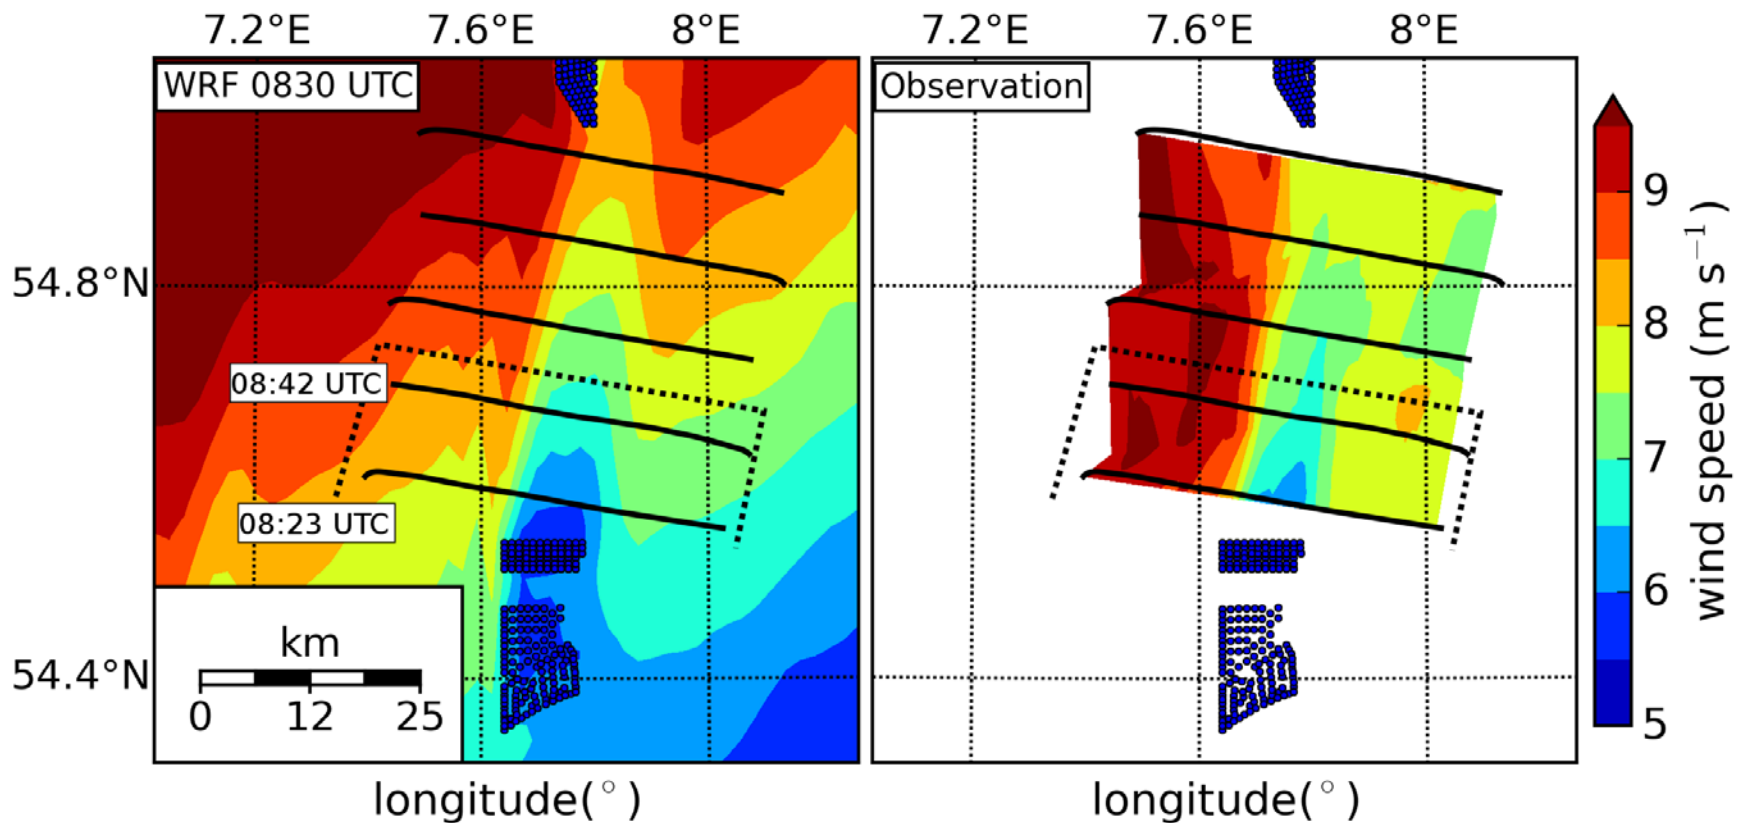 7.2°E 7.6°E 8°E 7.2°E 7.6°E 8°E
WRF 0830 UTC
Observation
54.8°N
08:42 UTC
08:23 UTC
54.4°N
km
0 12 25
longitude(°)
longitude(°)
9
8
7
6
5
wind speed (m s⁻¹)